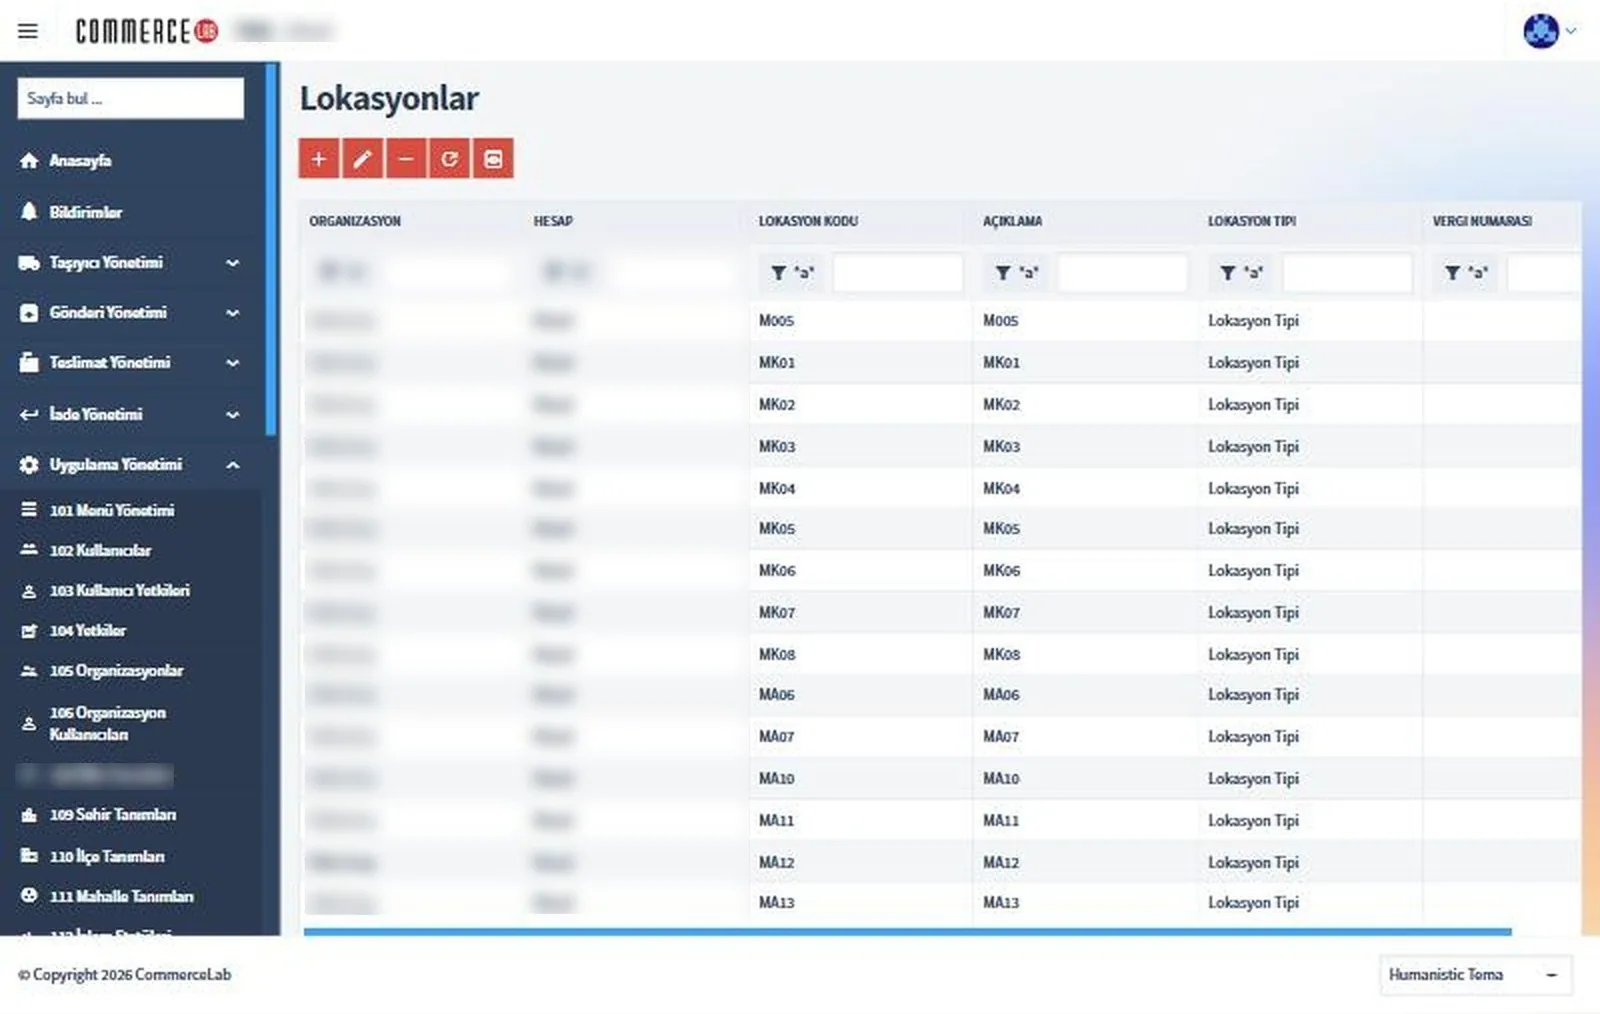 COMMERCE LAB
Sayfa bul ...
Anasayfa
Bildirimler
Taşıyıcı Yönetimi
Gönderi Yönetimi
Teslimat Yönetimi
İade Yönetimi
Uygulama Yönetimi
101 Menü Yönetimi
102 Kullanıcılar
103 Kullanıcı Yetkileri
104 Yetkiler
105 Organizasyonlar
106 Organizasyon
Kullanıcıları
109 Sehir Tanımları
110 İlçe Tanımları
111 Mahalle Tanımları
Lokasyonlar
ORGANIZASYON HESAP LOKASYON KODU AÇIKLAMA LOKASYON TIPI VERGI NUMARASI
"a" "a" "a" "a"
M005 M005 Lokasyon Tipi
MK01 MK01 Lokasyon Tipi
MK02 MK02 Lokasyon Tipi
MK03 MK03 Lokasyon Tipi
MK04 MK04 Lokasyon Tipi
MK05 MK05 Lokasyon Tipi
MK06 MK06 Lokasyon Tipi
MK07 MK07 Lokasyon Tipi
MK08 MK08 Lokasyon Tipi
MA06 MA06 Lokasyon Tipi
MA07 MA07 Lokasyon Tipi
MA10 MA10 Lokasyon Tipi
MA11 MA11 Lokasyon Tipi
MA12 MA12 Lokasyon Tipi
MA13 MA13 Lokasyon Tipi
© Copyright 2026 CommerceLab
Humanistic Tema